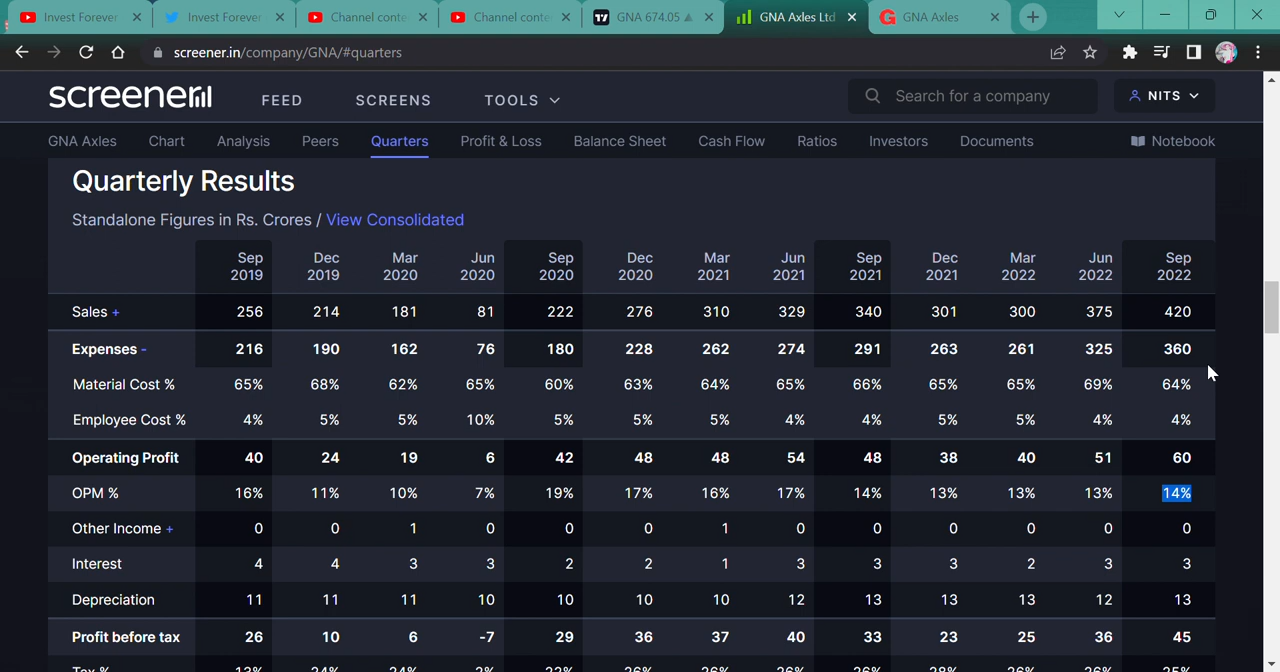 Invest Forever
Invest Forever
Channel conte
Channel conte
GNA 674.05
GNA Axles Ltd
GNA Axles
screener.in/company/GNA/#quarters
screener
FEED
SCREENS
TOOLS
Search for a company
NITS
GNA Axles Chart Analysis Peers Quarters Profit & Loss Balance Sheet Cash Flow Ratios Investors Documents Notebook
Quarterly Results
Standalone Figures in Rs. Crores / View Consolidated
Sep Dec Mar Jun Sep Dec Mar Jun Sep Dec Mar Jun Sep
2019 2019 2020 2020 2020 2020 2021 2021 2021 2021 2022 2022 2022
Sales + 256 214 181 81 222 276 310 329 340 301 300 375 420
Expenses - 216 190 162 76 180 228 262 274 291 263 261 325 360
Material Cost % 65% 68% 62% 65% 60% 63% 64% 65% 66% 65% 65% 69% 64%
Employee Cost % 4% 5% 5% 10% 5% 5% 5% 4% 4% 5% 5% 4% 4%
Operating Profit 40 24 19 6 42 48 48 54 48 38 40 51 60
OPM % 16% 11% 10% 7% 19% 17% 16% 17% 14% 13% 13% 13% 14%
Other Income + 0 0 1 0 0 0 1 0 0 0 0 0 0
Interest 4 4 3 3 2 2 1 3 3 3 2 3 3
Depreciation 11 11 11 10 10 10 10 12 13 13 13 12 13
Profit before tax 26 10 6 -7 29 36 37 40 33 23 25 36 45